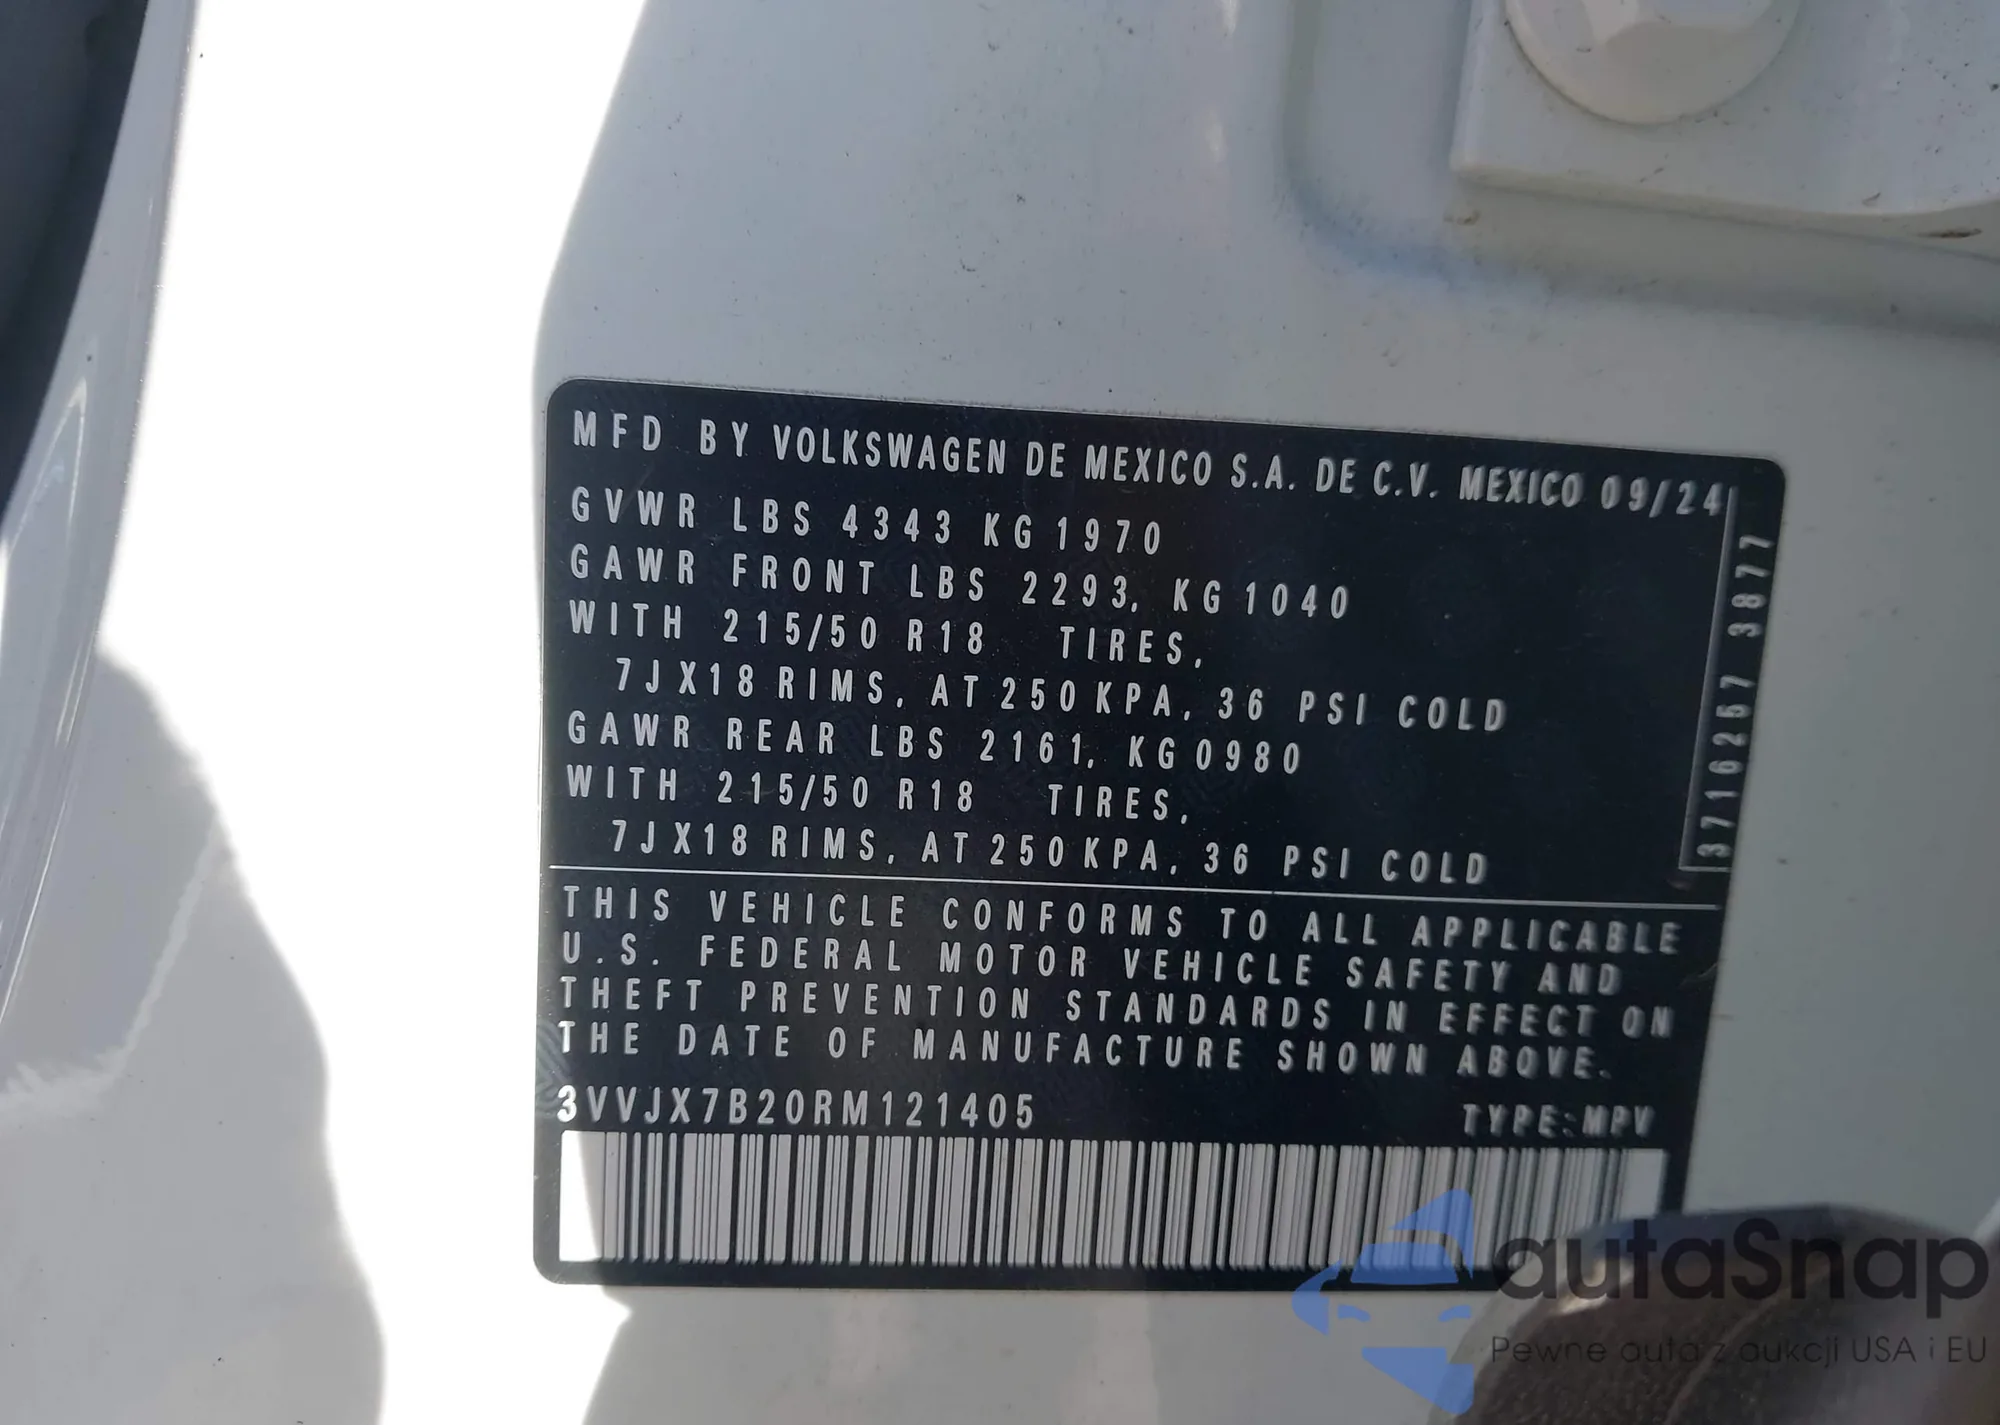 MFD BY VOLKSWAGEN DE MEXICO S.A. DE C.V. MEXICO 09/24
GVWR LBS 4343 KG 1970
GAWR FRONT LBS 2293, KG 1040
WITH 215/50 R18 TIRES,
7JX18 RIMS, AT 250 KPA, 36 PSI COLD
GAWR REAR LBS 2161, KG 0980
WITH 215/50 R18 TIRES,
7JX18 RIMS, AT 250 KPA, 36 PSI COLD
3716257 3877
THIS VEHICLE CONFORMS TO ALL APPLICABLE
U.S. FEDERAL MOTOR VEHICLE SAFETY AND
THEFT PREVENTION STANDARDS IN EFFECT ON
THE DATE OF MANUFACTURE SHOWN ABOVE.
3VVJX7B20RM121405 TYPE: MPV
autaSnap
Pewne auta z aukcji USA i EU